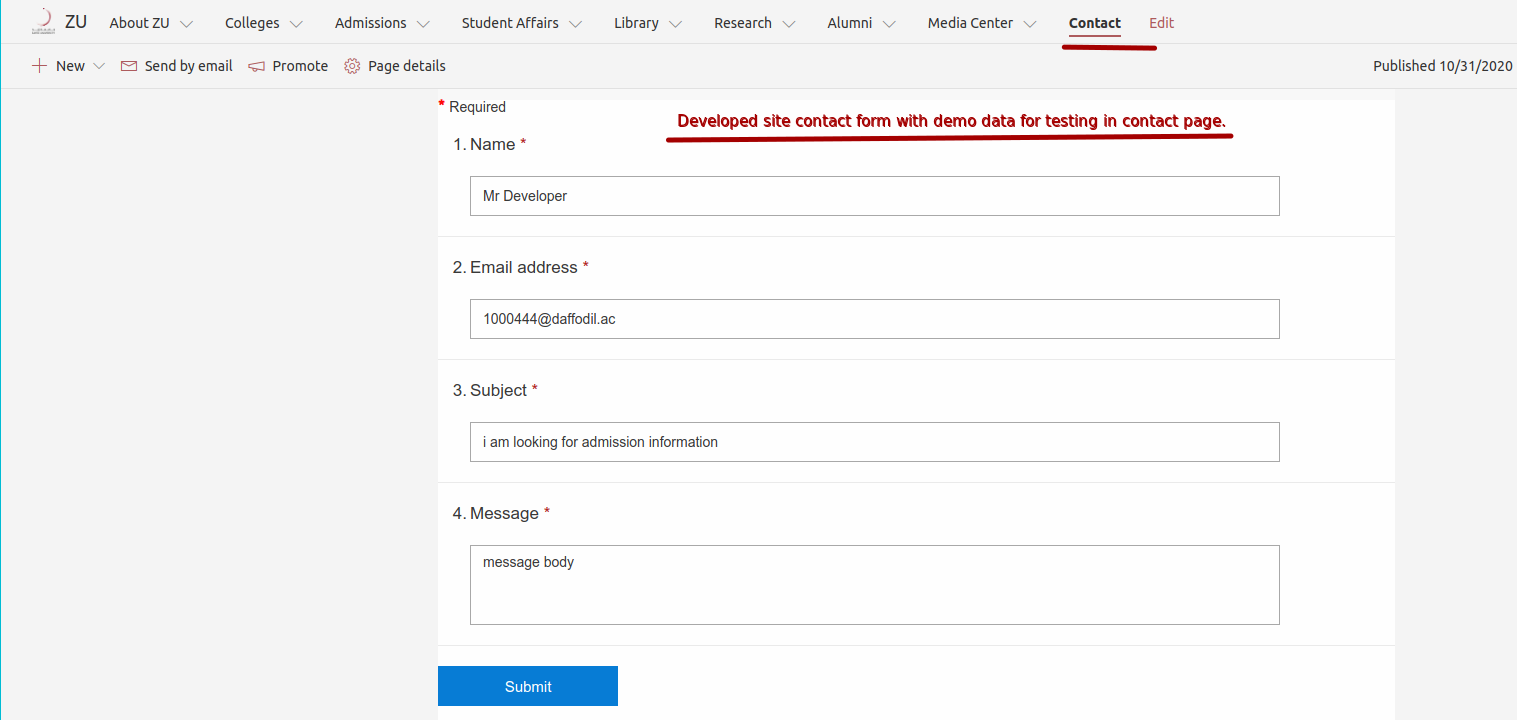 ZU About ZU Colleges Admissions Student Affairs Library Research Alumni Media Center Contact Edit
New Send by email Promote Page details Published 10/31/2020
* Required
Developed site contact form with demo data for testing in contact page.
1. Name *
Mr Developer
2. Email address *
1000444@daffodil.ac
3. Subject *
i am looking for admission information
4. Message *
message body
Submit